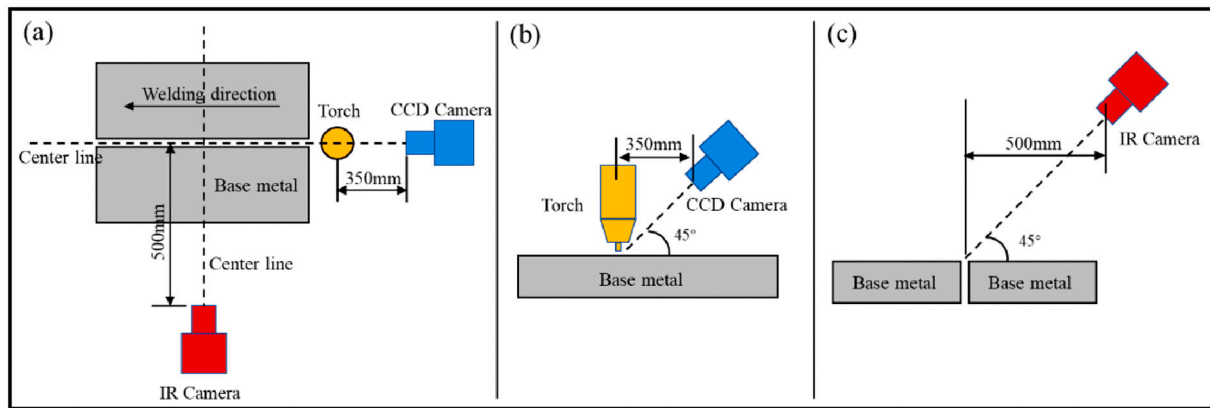 (a)
Welding direction
Torch
CCD Camera
Center line
350mm
Base metal
500mm
Center line
IR Camera
(b)
350mm
Torch
CCD Camera
45°
Base metal
(c)
500mm
IR Camera
45°
Base metal
Base metal